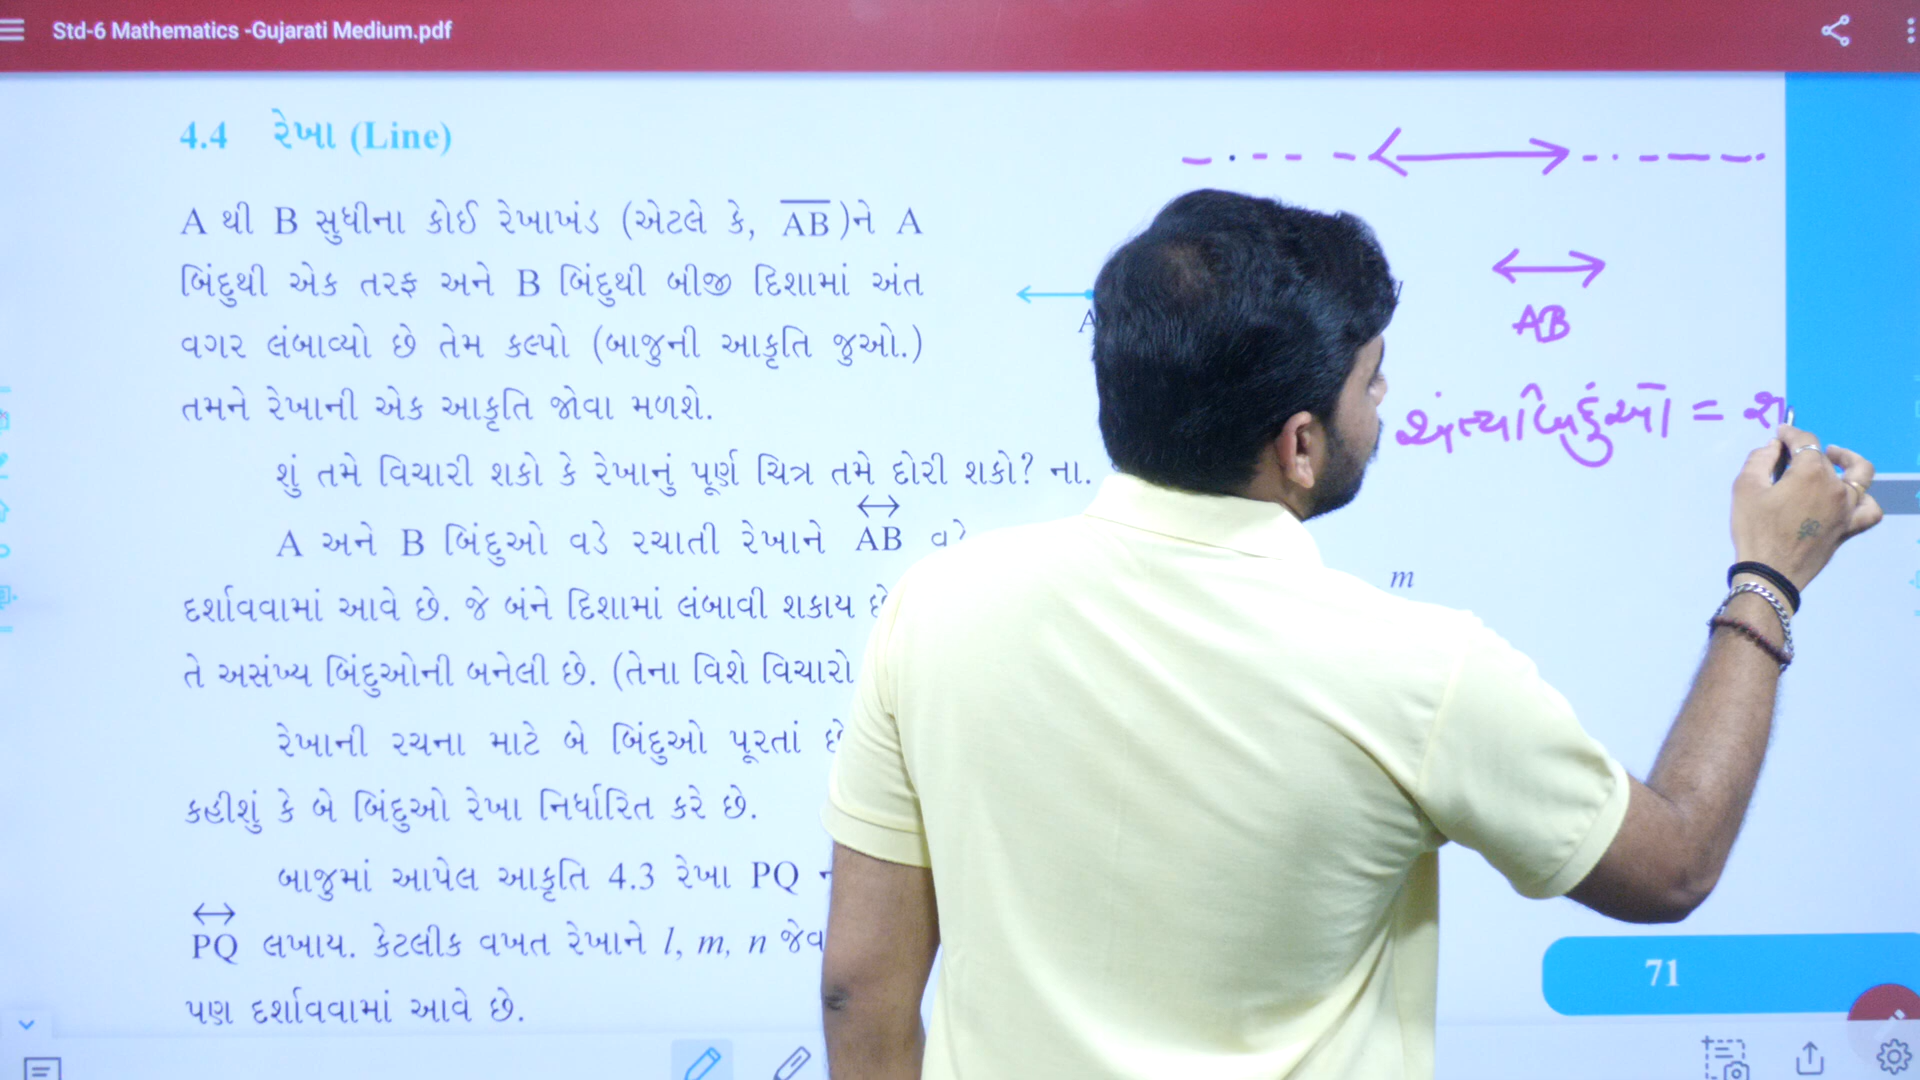 Std-6 Mathematics -Gujarati Medium.pdf
4.4 રેખા (Line)
A થી B સુધીના કોઈ રેખાખંડ (એટલે કે, A̅B̅)ને A
બિંદુથી એક તરફ અને B બિંદુથી બીજી દિશામાં અંત
વગર લંબાવ્યો છે તેમ કલ્પો (બાજુની આકૃતિ જુઓ.)
તમને રેખાની એક આકૃતિ જોવા મળશે.
શું તમે વિચારી શકો કે રેખાનું પૂર્ણ ચિત્ર તમે દોરી શકો? ના.
↔
A અને B બિંદુઓ વડે રચાતી રેખાને AB વડે
દર્શાવવામાં આવે છે. જે બંને દિશામાં લંબાવી શકાય છે
તે અસંખ્ય બિંદુઓની બનેલી છે. (તેના વિશે વિચારો
રેખાની રચના માટે બે બિંદુઓ પૂરતાં છે
કહીશું કે બે બિંદુઓ રેખા નિર્ધારિત કરે છે.
બાજુમાં આપેલ આકૃતિ 4.3 રેખા PQ ન
↔
PQ લખાય. કેટલીક વખત રેખાને l, m, n જેવ
પણ દર્શાવવામાં આવે છે.
A
AB
અંત્યબિંદુઓ = શ
m
71